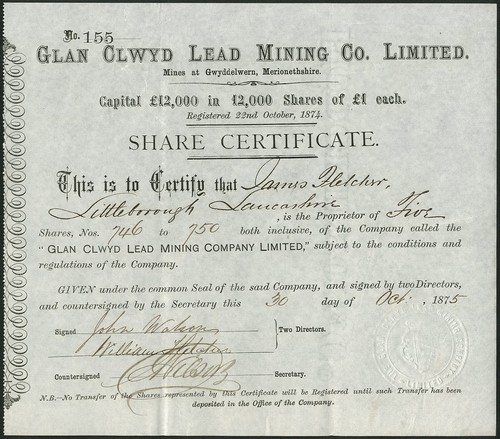 No. 155
GLAN CLWYD LEAD MINING CO. LIMITED.
Mines at Gwyddelwern, Merionethshire.
Capital £12,000 in 12,000 Shares of £1 each.
Registered 22nd October, 1874.
SHARE CERTIFICATE.
This is to Certify that James Fletcher,
Littleborough Lancashire, is the Proprietor of Five
Shares, Nos. 746 to 750 both inclusive, of the Company called the
"GLAN CLWYD LEAD MINING COMPANY LIMITED," subject to the conditions and
regulations of the Company.
GIVEN under the common Seal of the said Company, and signed by two Directors,
and countersigned by the Secretary this 30 day of Oct. 1875
Signed John Watson Two Directors.
William Fletcher
Countersigned Secretary.
N.B.—No Transfer of the Shares represented by this Certificate will be Registered until such Transfer has been
deposited in the Office of the Company.